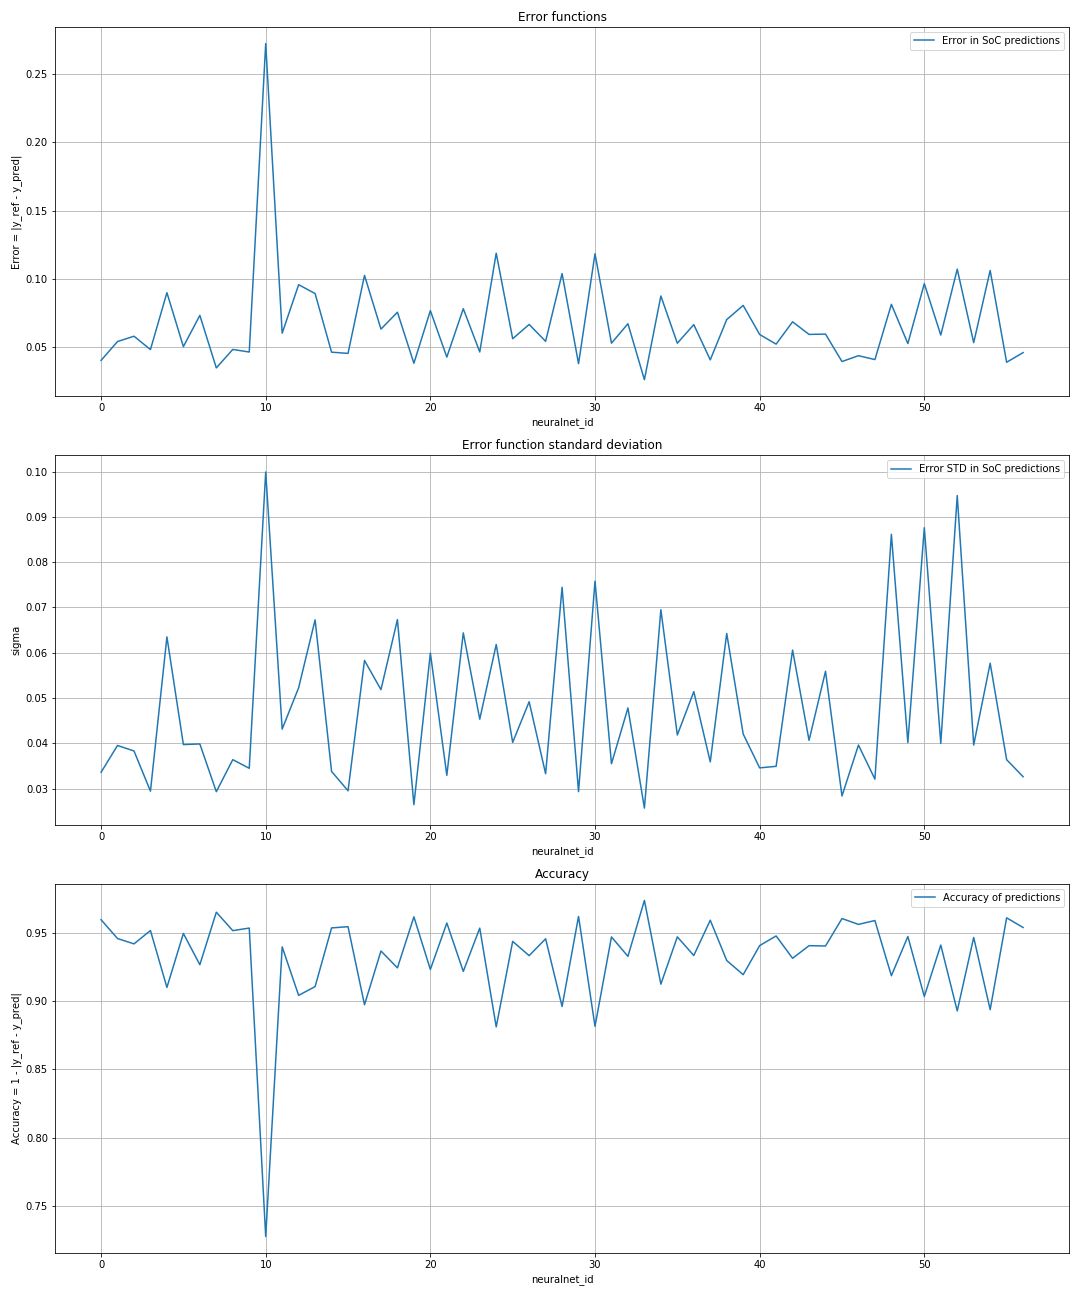 Error functions
Error in SoC predictions
0.25
0.20
0.15
0.10
0.05
Error = |y_ref - y_pred|
0 10 20 30 40 50
neuralnet_id
Error function standard deviation
Error STD in SoC predictions
0.10
0.09
0.08
0.07
0.06
0.05
0.04
0.03
sigma
0 10 20 30 40 50
neuralnet_id
Accuracy
Accuracy of predictions
0.95
0.90
0.85
0.80
0.75
Accuracy = 1 - |y_ref - y_pred|
0 10 20 30 40 50
neuralnet_id